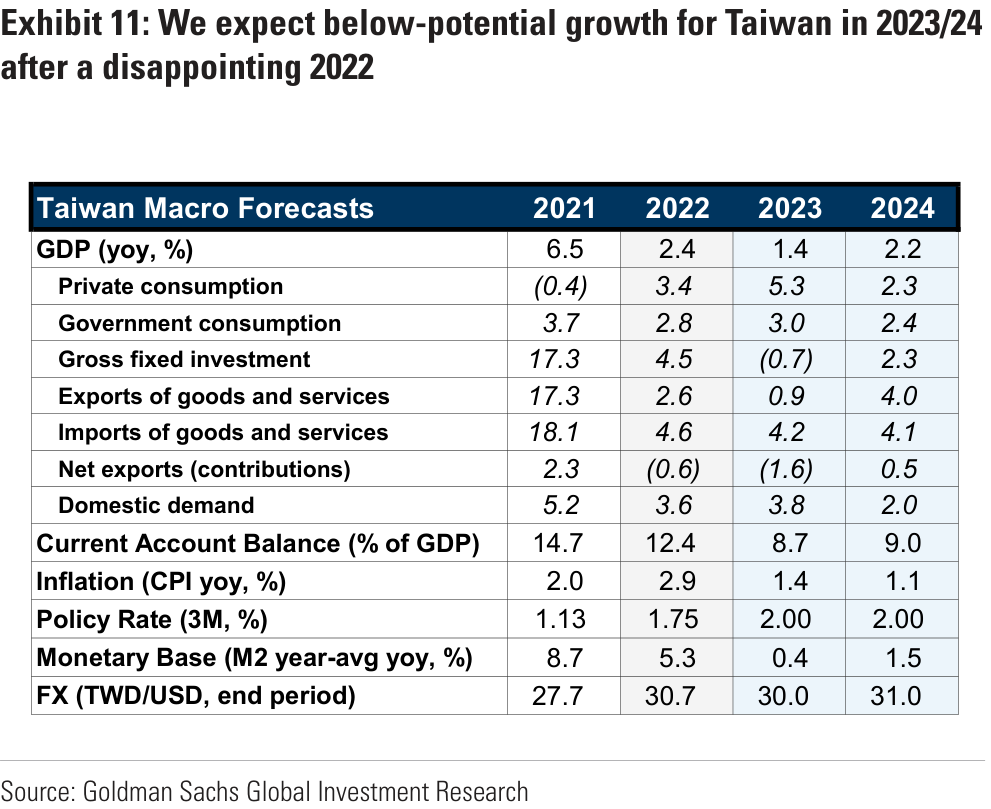 Exhibit 11: We expect below-potential growth for Taiwan in 2023/24
after a disappointing 2022
Taiwan Macro Forecasts 2021 2022 2023 2024
GDP (yoy, %) 6.5 2.4 1.4 2.2
Private consumption (0.4) 3.4 5.3 2.3
Government consumption 3.7 2.8 3.0 2.4
Gross fixed investment 17.3 4.5 (0.7) 2.3
Exports of goods and services 17.3 2.6 0.9 4.0
Imports of goods and services 18.1 4.6 4.2 4.1
Net exports (contributions) 2.3 (0.6) (1.6) 0.5
Domestic demand 5.2 3.6 3.8 2.0
Current Account Balance (% of GDP) 14.7 12.4 8.7 9.0
Inflation (CPI yoy, %) 2.0 2.9 1.4 1.1
Policy Rate (3M, %) 1.13 1.75 2.00 2.00
Monetary Base (M2 year-avg yoy, %) 8.7 5.3 0.4 1.5
FX (TWD/USD, end period) 27.7 30.7 30.0 31.0
Source: Goldman Sachs Global Investment Research